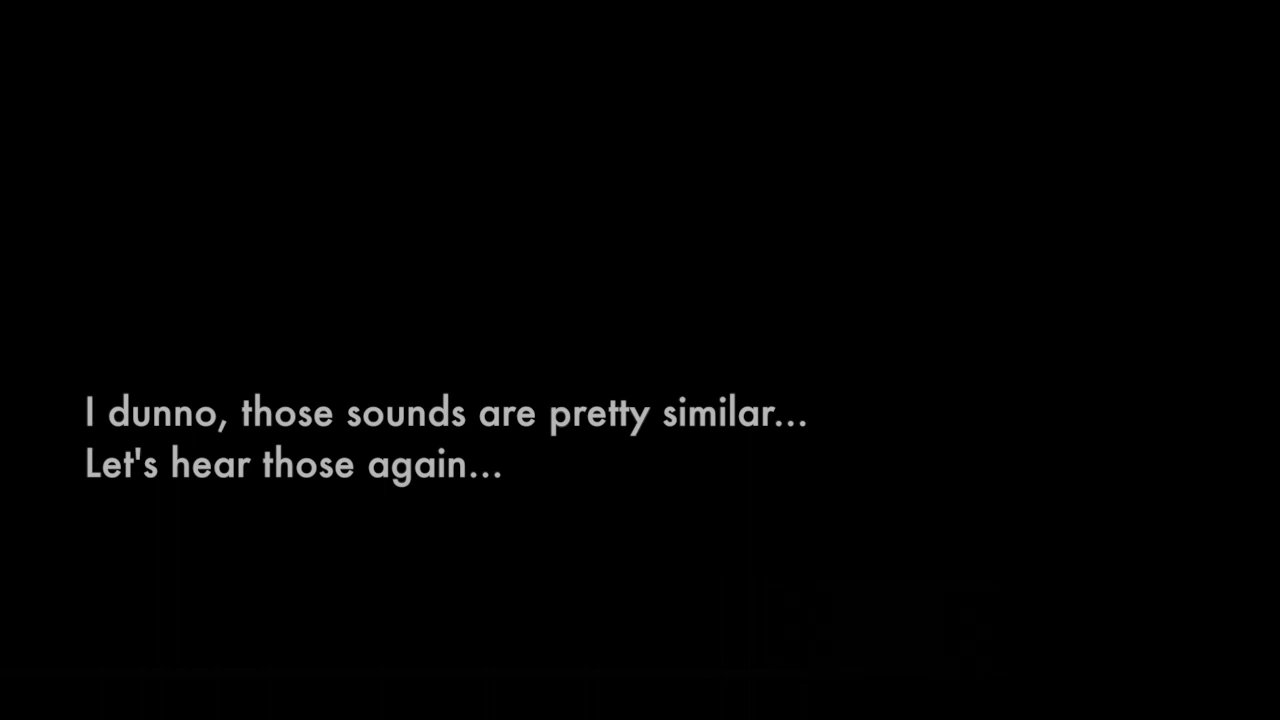 I dunno, those sounds are pretty similar...
Let's hear those again...